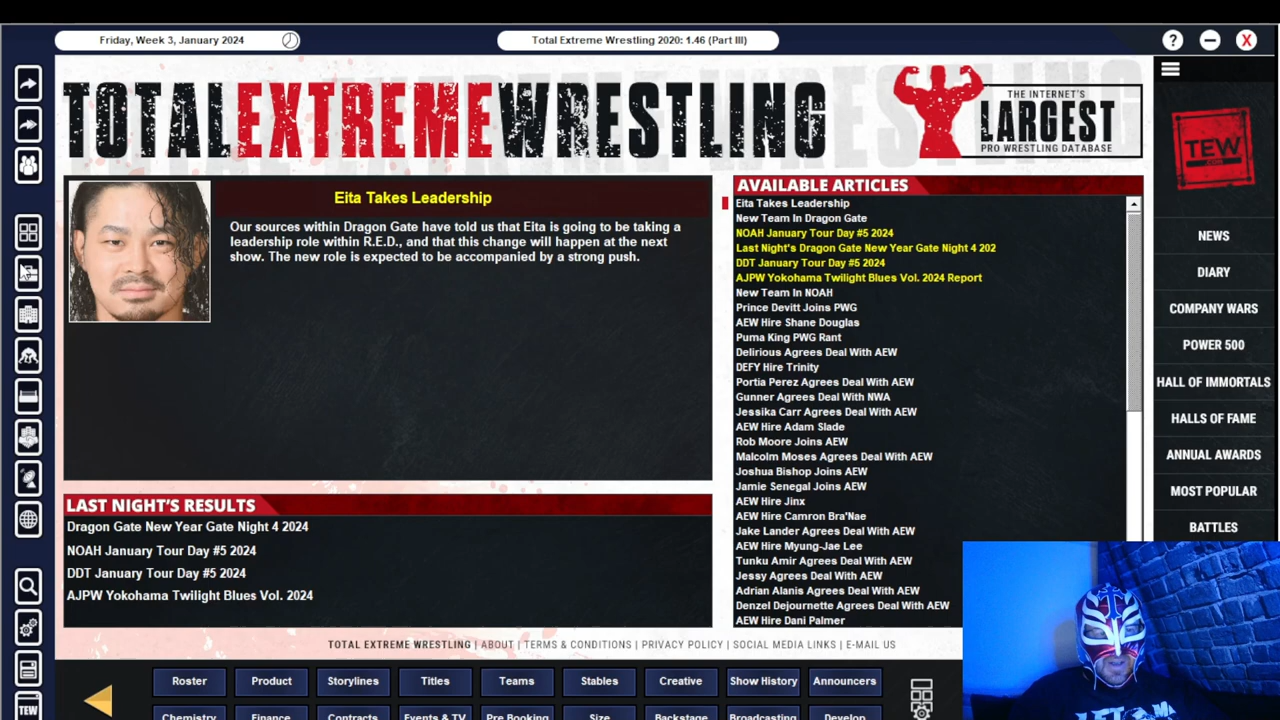 Friday, Week 3, January 2024
Total Extreme Wrestling 2020: 1.46 (Part III)
?
X
TOTALEXTREMEWRESTLING
THE INTERNET'S
LARGEST
PRO WRESTLING DATABASE
TEW
.com
NEWS
DIARY
COMPANY WARS
POWER 500
HALL OF IMMORTALS
HALLS OF FAME
ANNUAL AWARDS
MOST POPULAR
BATTLES
Eita Takes Leadership
Our sources within Dragon Gate have told us that Eita is going to be taking a
leadership role within R.E.D., and that this change will happen at the next
show. The new role is expected to be accompanied by a strong push.
AVAILABLE ARTICLES
Eita Takes Leadership
New Team In Dragon Gate
NOAH January Tour Day #5 2024
Last Night's Dragon Gate New Year Gate Night 4 202
DDT January Tour Day #5 2024
AJPW Yokohama Twilight Blues Vol. 2024 Report
New Team In NOAH
Prince Devitt Joins PWG
AEW Hire Shane Douglas
Puma King PWG Rant
Delirious Agrees Deal With AEW
DEFY Hire Trinity
Portia Perez Agrees Deal With AEW
Gunner Agrees Deal With NWA
Jessika Carr Agrees Deal With AEW
AEW Hire Adam Slade
Rob Moore Joins AEW
Malcolm Moses Agrees Deal With AEW
Joshua Bishop Joins AEW
Jamie Senegal Joins AEW
AEW Hire Jinx
AEW Hire Camron Bra'Nae
Jake Lander Agrees Deal With AEW
AEW Hire Myung-Jae Lee
Tunku Amir Agrees Deal With AEW
Jessy Agrees Deal With AEW
Adrian Alanis Agrees Deal With AEW
Denzel Dejournette Agrees Deal With AEW
AEW Hire Dani Palmer
LAST NIGHT'S RESULTS
Dragon Gate New Year Gate Night 4 2024
NOAH January Tour Day #5 2024
DDT January Tour Day #5 2024
AJPW Yokohama Twilight Blues Vol. 2024
TOTAL EXTREME WRESTLING | ABOUT | TERMS & CONDITIONS | PRIVACY POLICY | SOCIAL MEDIA LINKS | E-MAIL US
Roster Product Storylines Titles Teams Stables Creative Show History Announcers
Chemistry Finance Contracts Events & TV Pre Booking Size Backstage Broadcasting Develop
TEW